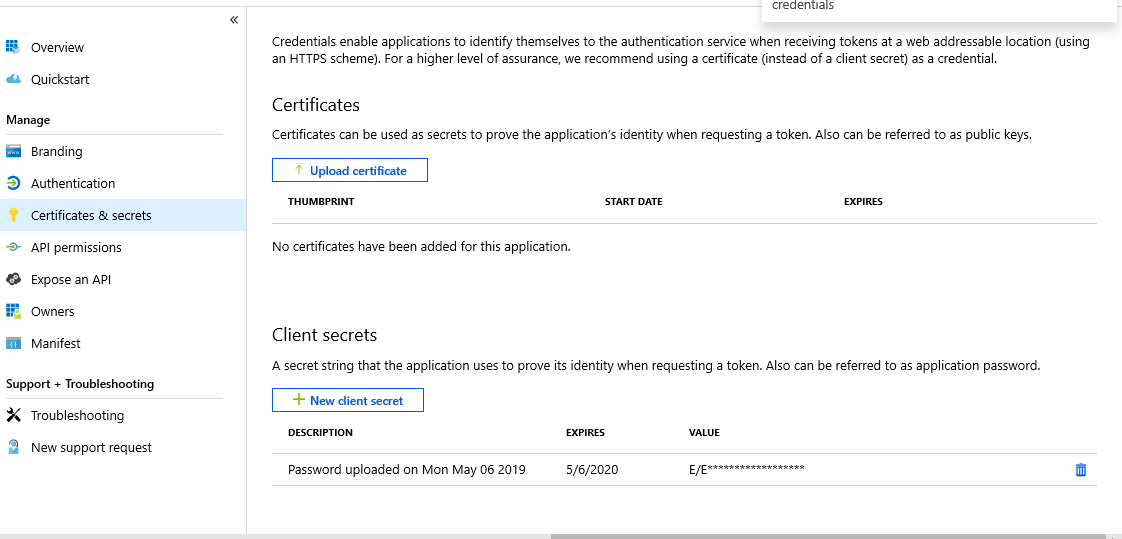 credentials
«
Overview
Quickstart
Manage
Branding
Authentication
Certificates & secrets
API permissions
Expose an API
Owners
Manifest
Support + Troubleshooting
Troubleshooting
New support request
Credentials enable applications to identify themselves to the authentication service when receiving tokens at a web addressable location (using
an HTTPS scheme). For a higher level of assurance, we recommend using a certificate (instead of a client secret) as a credential.
Certificates
Certificates can be used as secrets to prove the application's identity when requesting a token. Also can be referred to as public keys.
Upload certificate
THUMBPRINT START DATE EXPIRES
No certificates have been added for this application.
Client secrets
A secret string that the application uses to prove its identity when requesting a token. Also can be referred to as application password.
New client secret
DESCRIPTION EXPIRES VALUE
Password uploaded on Mon May 06 2019 5/6/2020 E/E******************